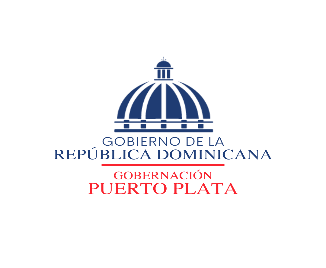 GOBIERNO DE LA
REPÚBLICA DOMINICANA
GOBERNACIÓN
PUERTO PLATA